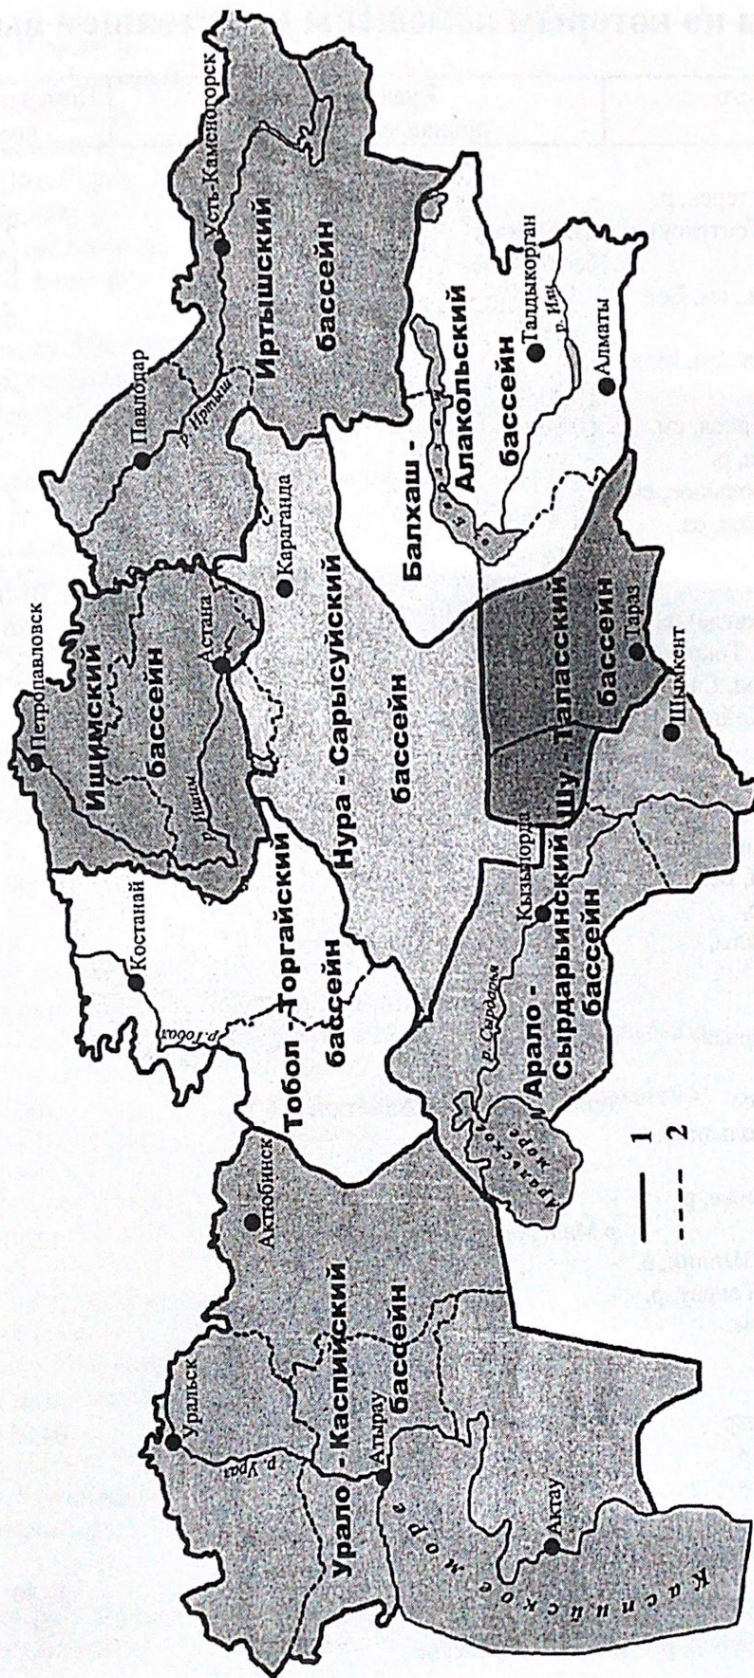 Урало - Каспийский
бассейн
Уральск
р. Урал
Атырау
Актау
Каспийское море
Актюбинск
Тобол - Торгайский
бассейн
Костанай
р. Тобол
Ишимский
бассейн
Петропавловск
р. Ишим
Астана
Нура - Сарысуйский
бассейн
Караганда
Иртышский
бассейн
Павлодар
р. Иртыш
Усть-Каменогорск
Балхаш -
Алакольский
бассейн
Талдыкорган
р. Или
Алматы
Шу - Таласский
бассейн
Тараз
Шымкент
Арало -
Сырдарьинский
бассейн
Кызылорда
р. Сырдарья
Аральское
море
1
2